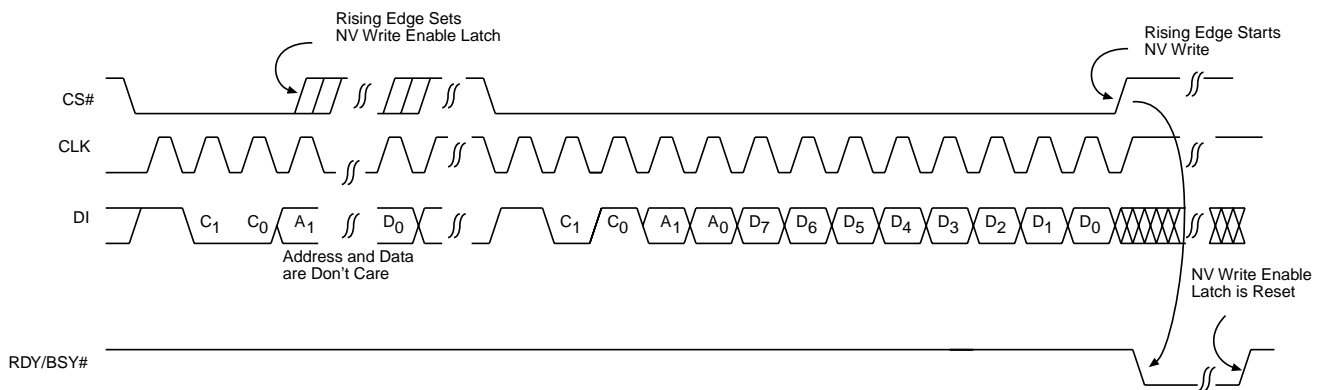 Rising Edge Sets
NV Write Enable Latch
Rising Edge Starts
NV Write
CS#
CLK
DI
C1 C0 A1 D0 C1 C0 A1 A0 D7 D6 D5 D4 D3 D2 D1 D0
Address and Data
are Don't Care
NV Write Enable
Latch is Reset
RDY/BSY#